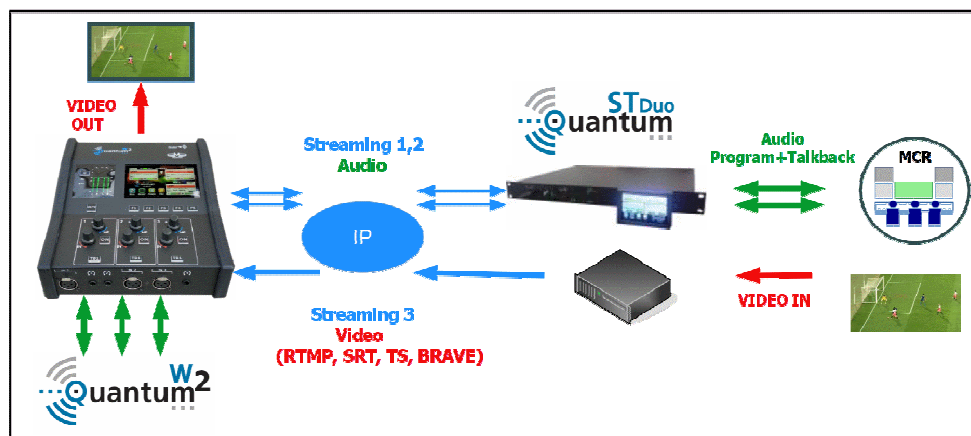 VIDEO
OUT
Streaming 1,2
Audio
IP
Streaming 3
Video
(RTMP, SRT, TS, BRAVE)
ST Duo
Quantum
Audio
Program+Talkback
MCR
VIDEO IN
W2
Quantum